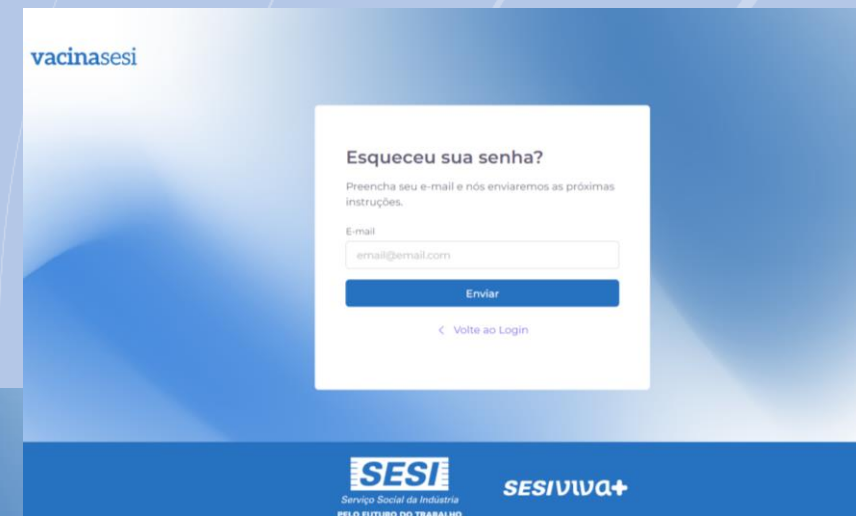 vacinasesi
Esqueceu sua senha?
Preencha seu e-mail e nós enviaremos as próximas
instruções.
E-mail
email@email.com
Enviar
< Volte ao Login
SESI
Serviço Social da Indústria
PELO FUTURO DO TRABALHO
SESIVIVA+